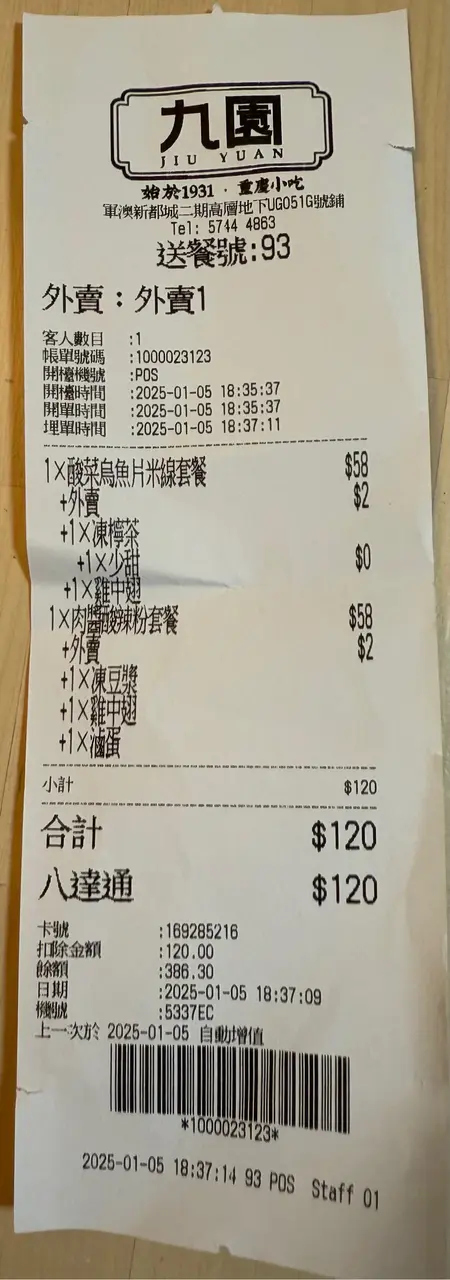 九園
JIU YUAN
始於1931 · 重慶小吃
軍澳新都城二期高層地下UG051G號鋪
Tel: 5744 4863
送餐號:93
外賣：外賣1
客人數目 :1
帳單號碼 :1000023123
開檯機號 :POS
開檯時間 :2025-01-05 18:35:37
開單時間 :2025-01-05 18:35:37
埋單時間 :2025-01-05 18:37:11
1×酸菜烏魚片米線套餐 $58
+外賣 $2
+1×凍檸茶
+1×少甜 $0
+1×雞中翅
1×肉醬酸辣粉套餐 $58
+外賣 $2
+1×凍豆漿
+1×雞中翅
+1×滷蛋
小計 $120
合計 $120
八達通 $120
卡號 :169285216
扣除金額 :120.00
餘額 :386.30
日期 :2025-01-05 18:37:09
機號 :5337EC
上一次於 2025-01-05 自動增值
*1000023123*
2025-01-05 18:37:14 93 POS Staff 01